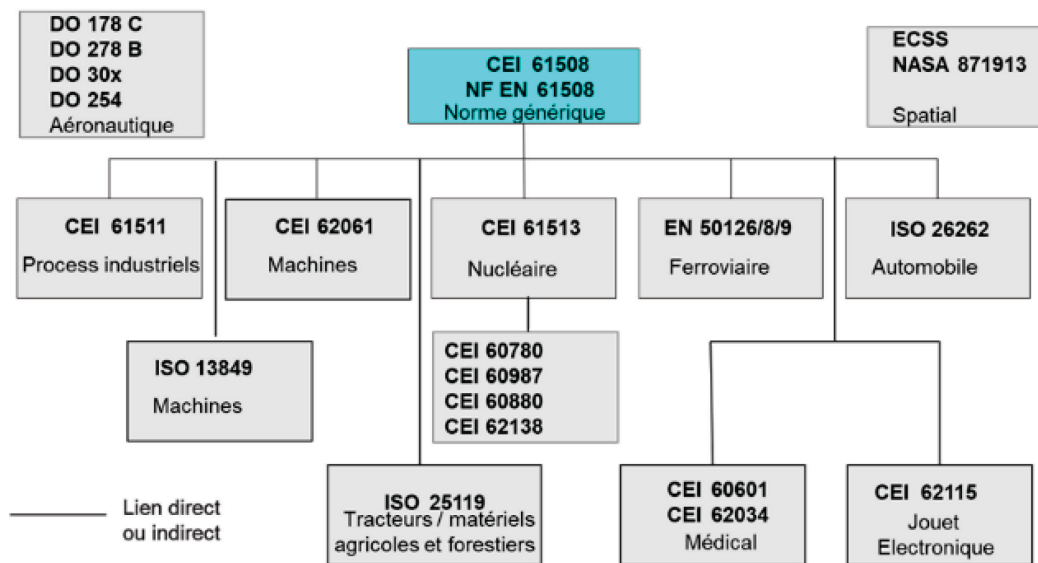 DO 178 C
DO 278 B
DO 30x
DO 254
Aéronautique
CEI 61508
NF EN 61508
Norme générique
ECSS
NASA 871913
Spatial
CEI 61511
Process industriels
CEI 62061
Machines
CEI 61513
Nucléaire
EN 50126/8/9
Ferroviaire
ISO 26262
Automobile
ISO 13849
Machines
CEI 60780
CEI 60987
CEI 60880
CEI 62138
Lien direct
ou indirect
ISO 25119
Tracteurs / matériels
agricoles et forestiers
CEI 60601
CEI 62034
Médical
CEI 62115
Jouet
Electronique